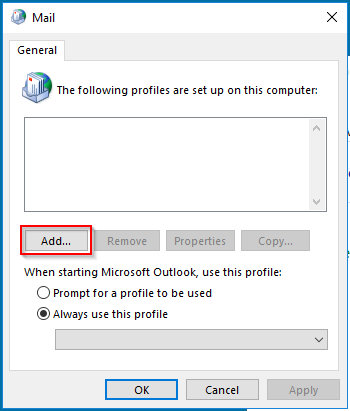 Mail
General
The following profiles are set up on this computer:
Add... Remove Properties Copy...
When starting Microsoft Outlook, use this profile:
Prompt for a profile to be used
Always use this profile
OK Cancel Apply